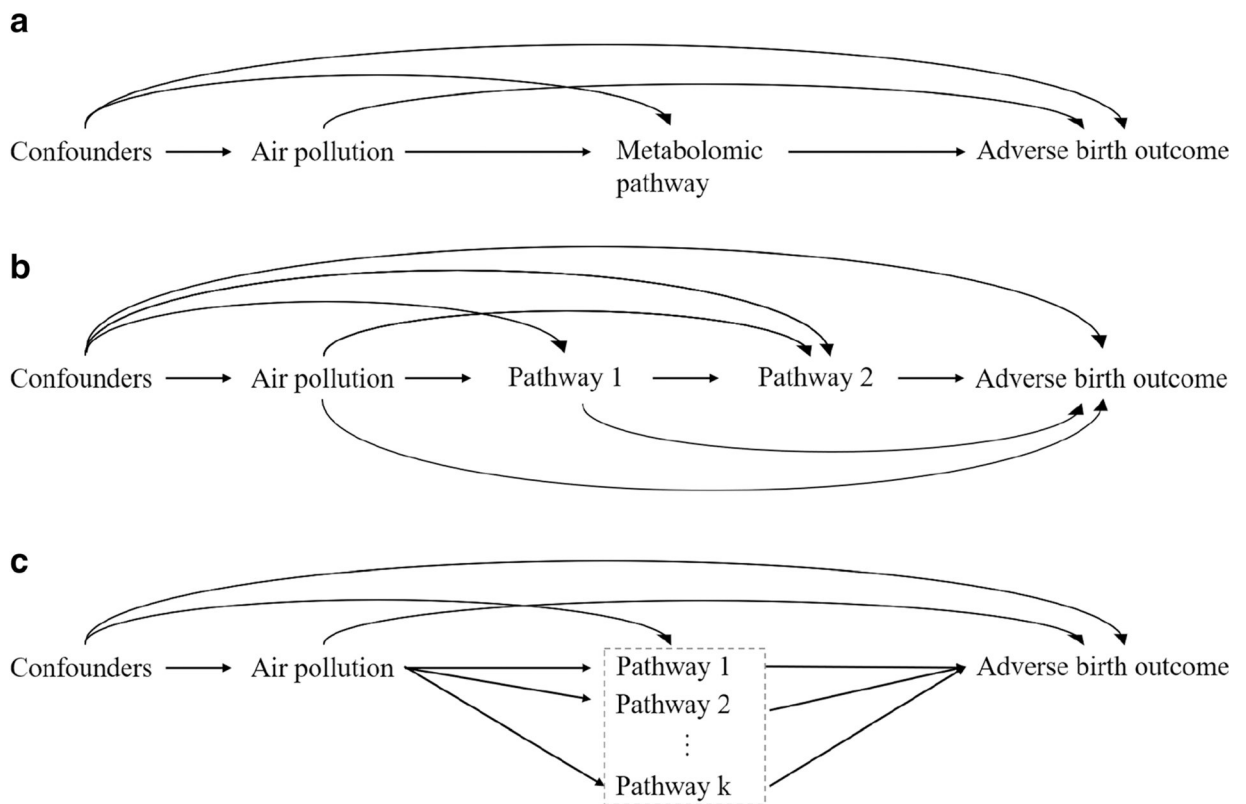 a
Confounders Air pollution Metabolomic Adverse birth outcome
pathway
b
Confounders Air pollution Pathway 1 Pathway 2 Adverse birth outcome
c
Confounders Air pollution Pathway 1 Adverse birth outcome
Pathway 2
⋮
Pathway k